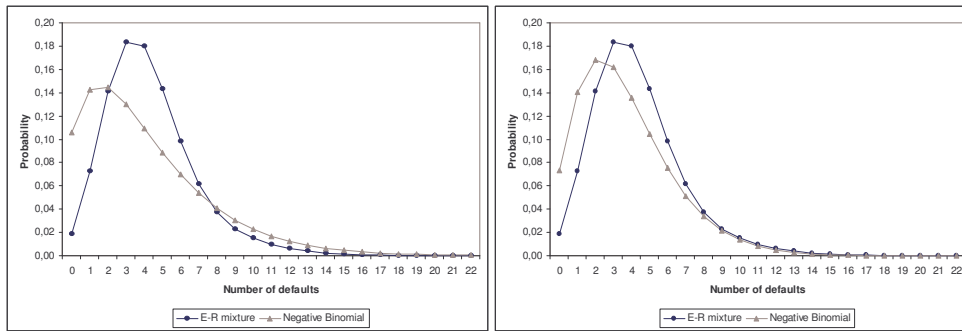 0,20
0,18
0,16
0,14
0,12
0,10
0,08
0,06
0,04
0,02
0,00
Probability
0 1 2 3 4 5 6 7 8 9 10 11 12 13 14 15 16 17 18 19 20 21 22
Number of defaults
E-R mixture Negative Binomial
0,20
0,18
0,16
0,14
0,12
0,10
0,08
0,06
0,04
0,02
0,00
Probability
0 1 2 3 4 5 6 7 8 9 10 11 12 13 14 15 16 17 18 19 20 21 22
Number of defaults
E-R mixture Negative Binomial